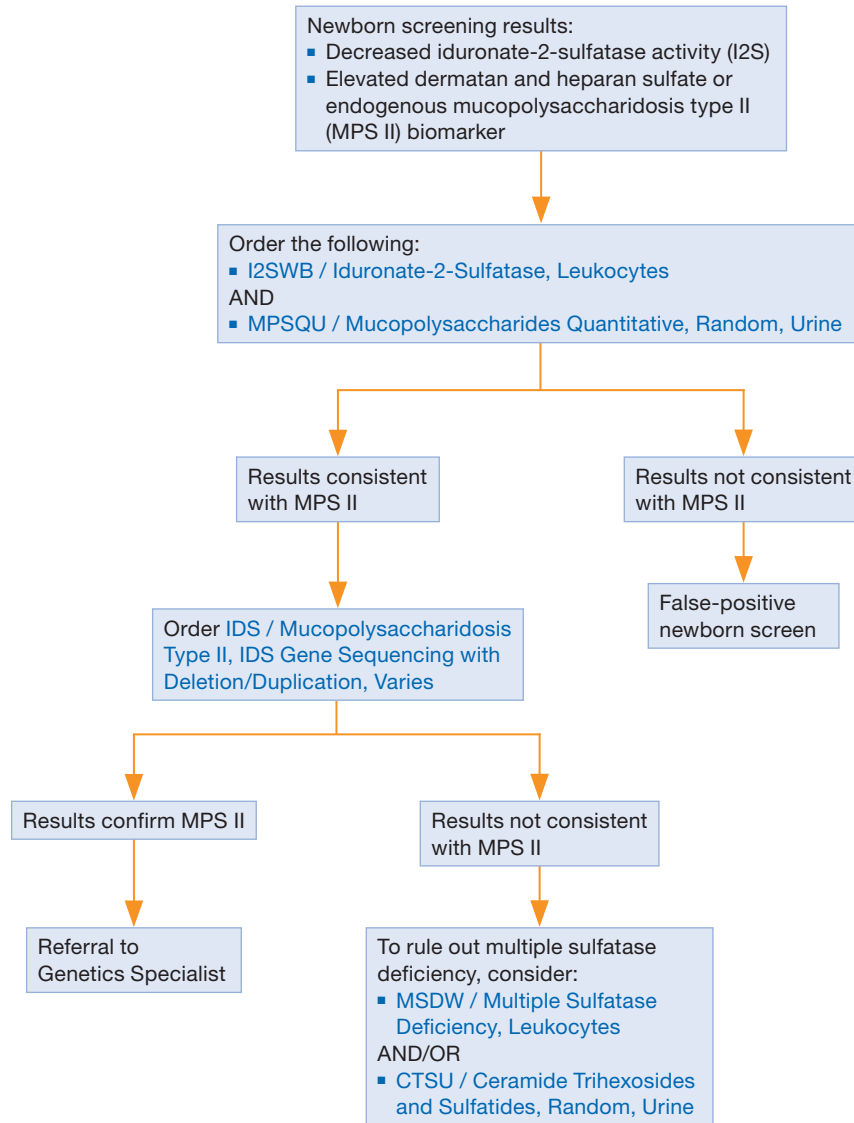 Newborn screening results:
▪ Decreased iduronate-2-sulfatase activity (I2S)
▪ Elevated dermatan and heparan sulfate or
endogenous mucopolysaccharidosis type II
(MPS II) biomarker
Order the following:
▪ I2SWB / Iduronate-2-Sulfatase, Leukocytes
AND
▪ MPSQU / Mucopolysaccharides Quantitative, Random, Urine
Results consistent
with MPS II
Results not consistent
with MPS II
False-positive
newborn screen
Order IDS / Mucopolysaccharidosis
Type II, IDS Gene Sequencing with
Deletion/Duplication, Varies
Results confirm MPS II
Results not consistent
with MPS II
Referral to
Genetics Specialist
To rule out multiple sulfatase
deficiency, consider:
▪ MSDW / Multiple Sulfatase
Deficiency, Leukocytes
AND/OR
▪ CTSU / Ceramide Trihexosides
and Sulfatides, Random, Urine